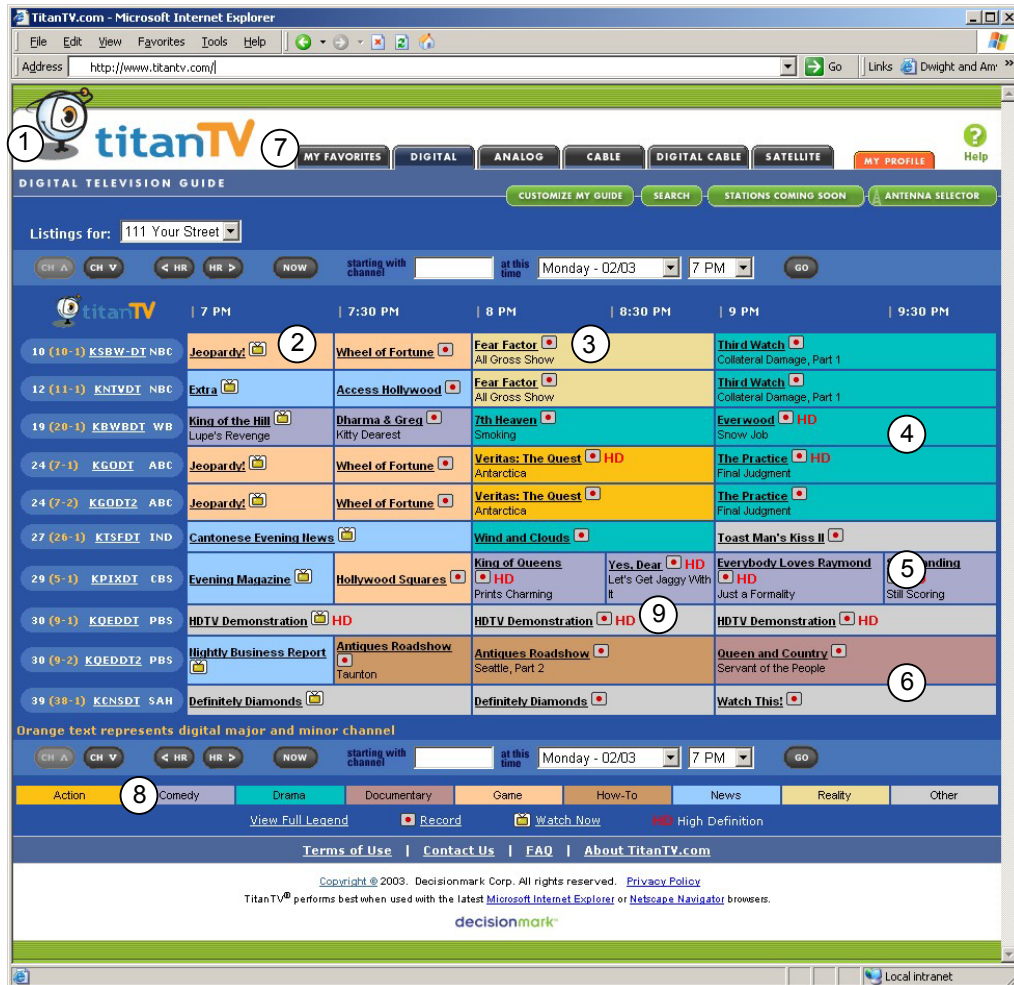 TitanTV.com - Microsoft Internet Explorer
File Edit View Favorites Tools Help
Address http://www.titantv.com/ Go Links Dwight and Am »
1 titanTV 7 MY FAVORITES DIGITAL ANALOG CABLE DIGITAL CABLE SATELLITE MY PROFILE ? Help
DIGITAL TELEVISION GUIDE
CUSTOMIZE MY GUIDE SEARCH STATIONS COMING SOON ANTENNA SELECTOR
Listings for: 111 Your Street
CH Λ CH V < HR HR > NOW starting with channel at this time Monday - 02/03 7 PM GO
titanTV | 7 PM | 7:30 PM | 8 PM | 8:30 PM | 9 PM | 9:30 PM
10 (10-1) KSBW-DT NBC Jeopardy! 2 Wheel of Fortune Fear Factor 3 Third Watch
All Gross Show Collateral Damage, Part 1
12 (11-1) KNTVDT NBC Extra Access Hollywood Fear Factor Third Watch
All Gross Show Collateral Damage, Part 1
19 (20-1) KBWBDT WB King of the Hill Dharma & Greg 7th Heaven Everwood HD 4
Lupe's Revenge Kitty Dearest Smoking Snow Job
24 (7-1) KGODT ABC Jeopardy! Wheel of Fortune Veritas: The Quest HD The Practice HD
Antarctica Final Judgment
24 (7-2) KGODT2 ABC Jeopardy! Wheel of Fortune Veritas: The Quest The Practice
Antarctica Final Judgment
27 (26-1) KTSFDT IND Cantonese Evening News Wind and Clouds Toast Man's Kiss II
29 (5-1) KPIXDT CBS Evening Magazine Hollywood Squares King of Queens HD Yes, Dear HD Everybody Loves Raymond HD 5
Prints Charming Let's Get Jaggy With It Just a Formality Still Scoring
30 (9-1) KQEDDT PBS HDTV Demonstration HD HDTV Demonstration HD 9 HDTV Demonstration HD
30 (9-2) KQEDDT2 PBS Nightly Business Report Antiques Roadshow Antiques Roadshow Queen and Country
Taunton Seattle, Part 2 Servant of the People 6
39 (38-1) KCNSDT SAH Definitely Diamonds Definitely Diamonds Watch This!
Orange text represents digital major and minor channel
CH Λ CH V < HR HR > NOW starting with channel at this time Monday - 02/03 7 PM GO
Action 8 Comedy Drama Documentary Game How-To News Reality Other
View Full Legend Record Watch Now HD High Definition
Terms of Use | Contact Us | FAQ | About TitanTV.com
Copyright © 2003. Decisionmark Corp. All rights reserved. Privacy Policy
TitanTV® performs best when used with the latest Microsoft Internet Explorer or Netscape Navigator browsers.
decisionmark
Local intranet